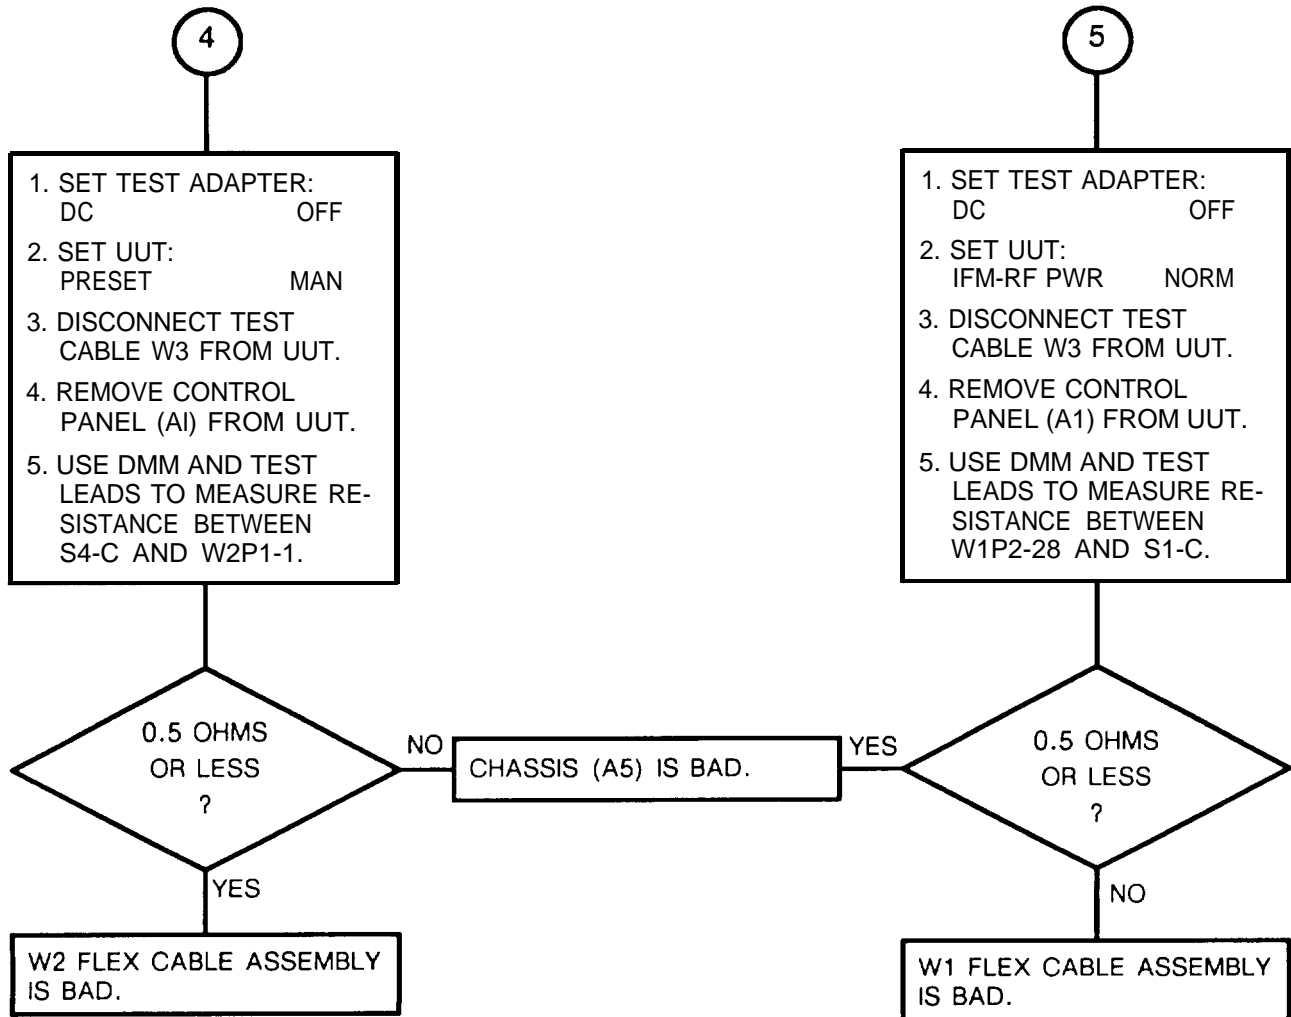 4
1. SET TEST ADAPTER:
DC OFF
2. SET UUT:
PRESET MAN
3. DISCONNECT TEST
CABLE W3 FROM UUT.
4. REMOVE CONTROL
PANEL (AI) FROM UUT.
5. USE DMM AND TEST
LEADS TO MEASURE RE-
SISTANCE BETWEEN
S4-C AND W2P1-1.
0.5 OHMS
OR LESS
?
NO
YES
W2 FLEX CABLE ASSEMBLY
IS BAD.
CHASSIS (A5) IS BAD.
5
1. SET TEST ADAPTER:
DC OFF
2. SET UUT:
IFM-RF PWR NORM
3. DISCONNECT TEST
CABLE W3 FROM UUT.
4. REMOVE CONTROL
PANEL (A1) FROM UUT.
5. USE DMM AND TEST
LEADS TO MEASURE RE-
SISTANCE BETWEEN
W1P2-28 AND S1-C.
0.5 OHMS
OR LESS
?
YES
NO
W1 FLEX CABLE ASSEMBLY
IS BAD.